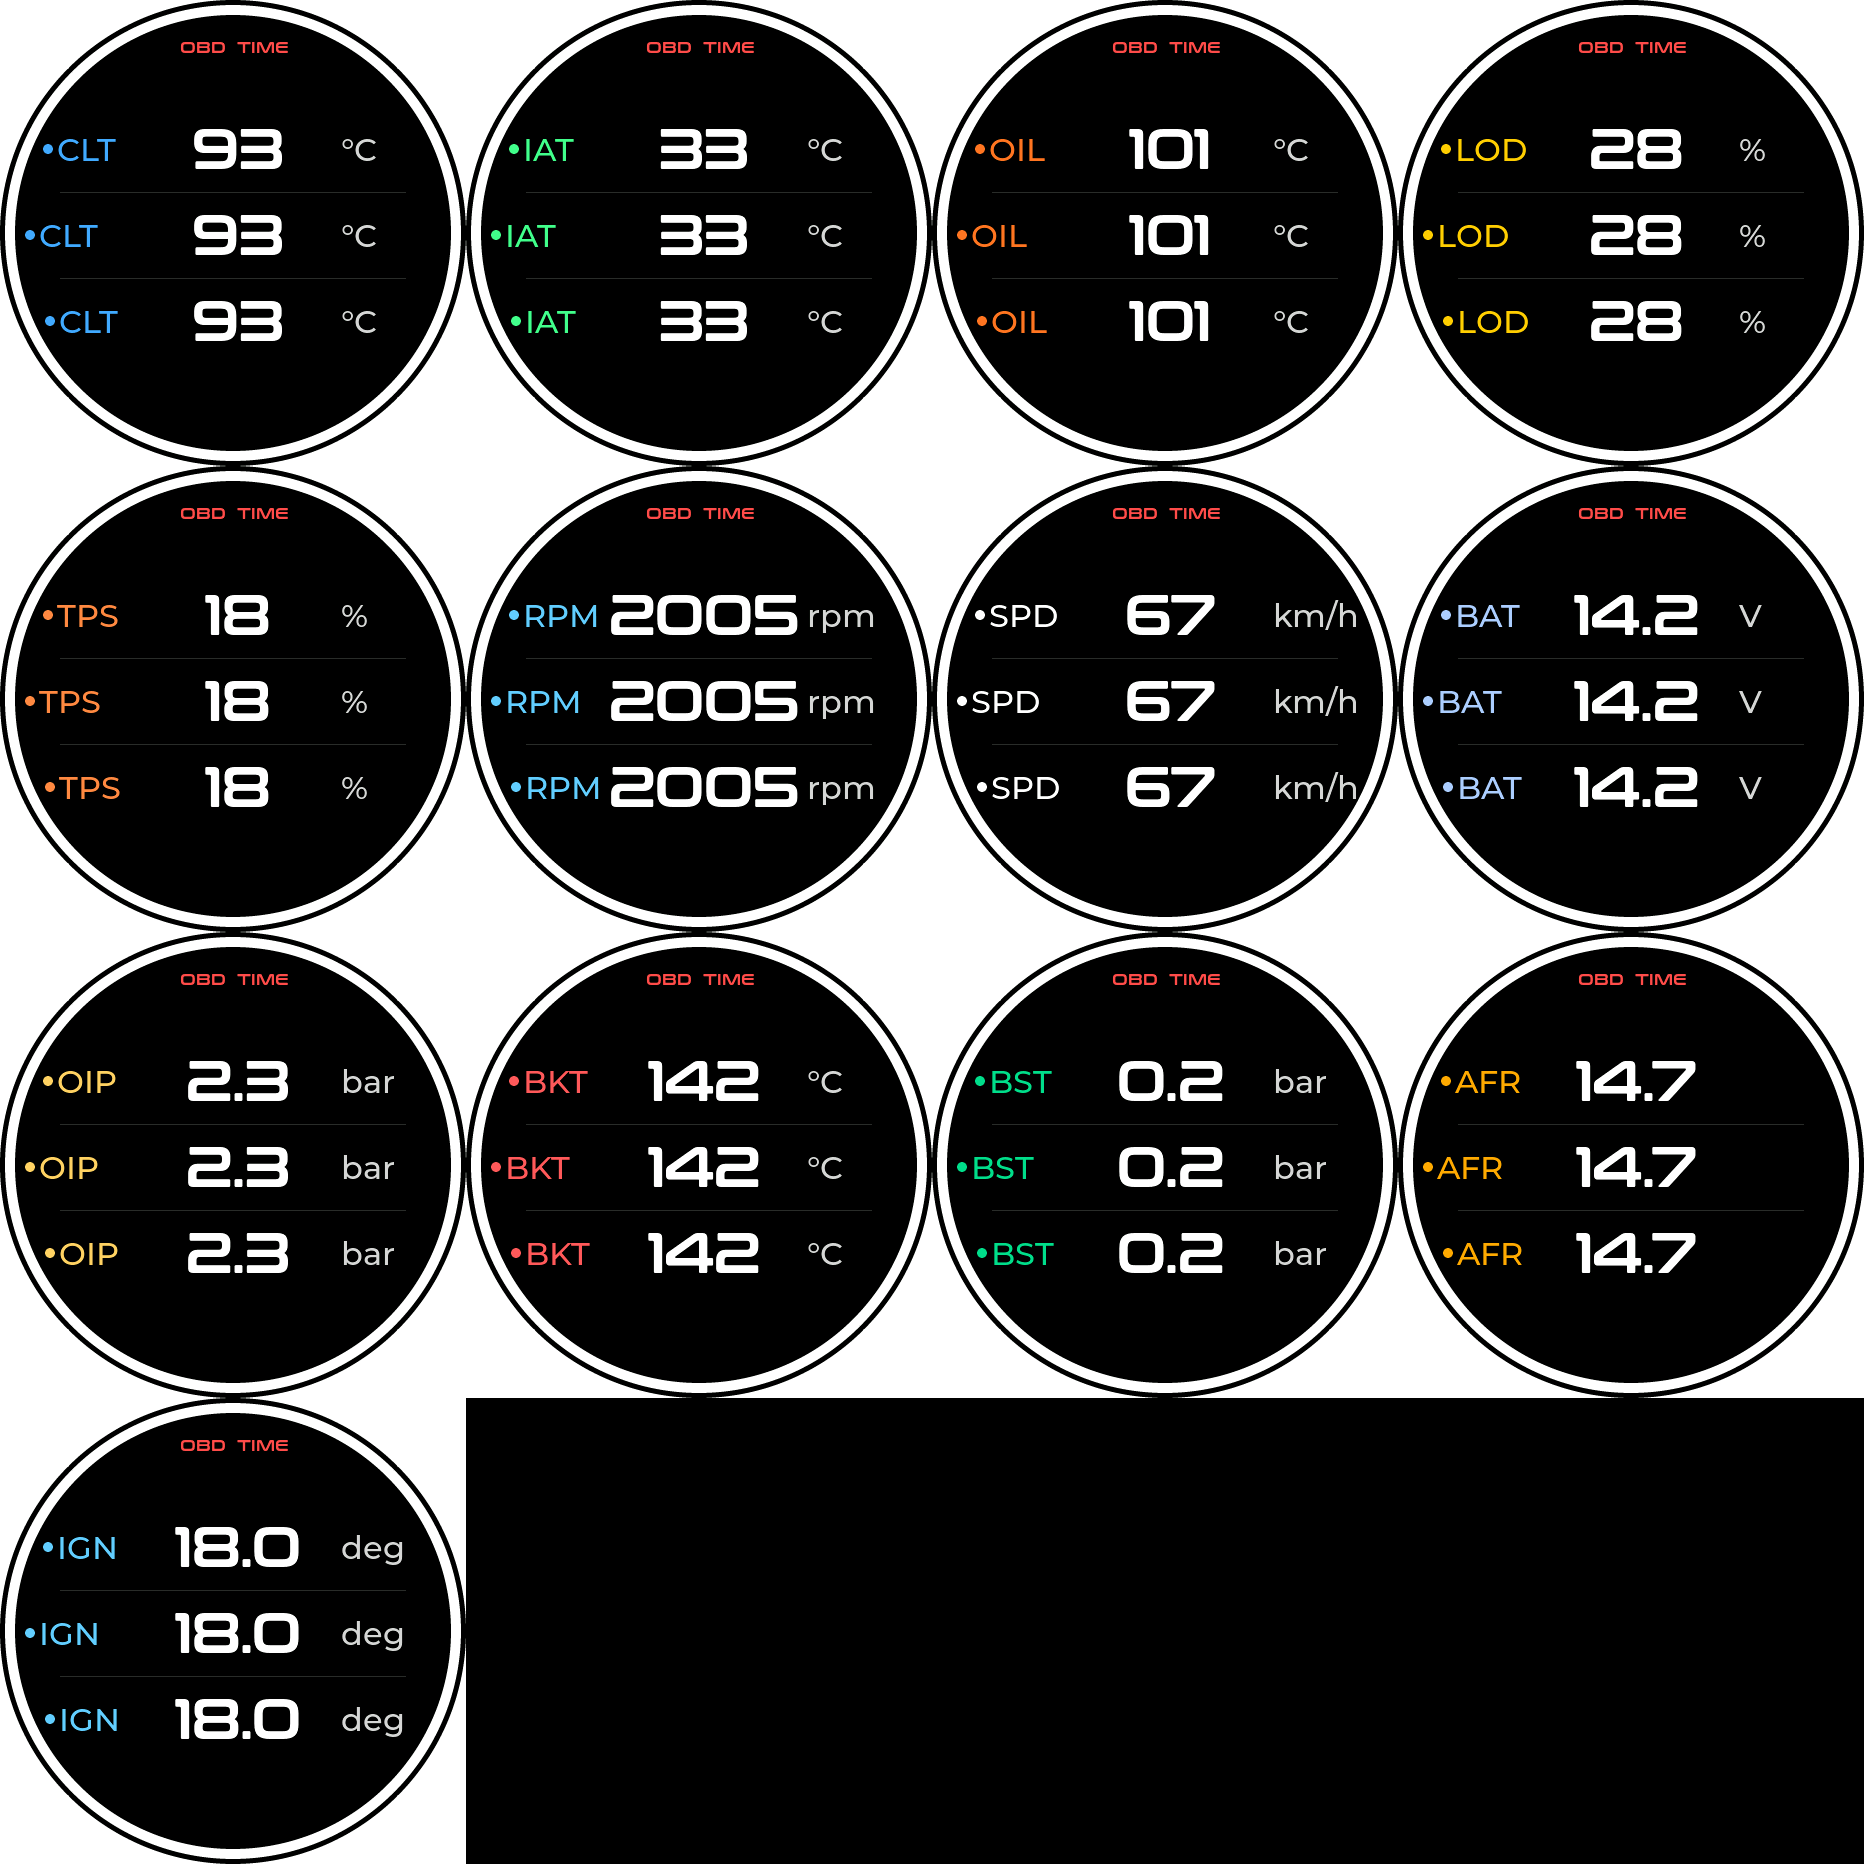 OBD TIME
CLT 93 °C
CLT 93 °C
CLT 93 °C
OBD TIME
IAT 33 °C
IAT 33 °C
IAT 33 °C
OBD TIME
OIL 101 °C
OIL 101 °C
OIL 101 °C
OBD TIME
LOD 28 %
LOD 28 %
LOD 28 %
OBD TIME
TPS 18 %
TPS 18 %
TPS 18 %
OBD TIME
RPM 2005 rpm
RPM 2005 rpm
RPM 2005 rpm
OBD TIME
SPD 67 km/h
SPD 67 km/h
SPD 67 km/h
OBD TIME
BAT 14.2 V
BAT 14.2 V
BAT 14.2 V
OBD TIME
OIP 2.3 bar
OIP 2.3 bar
OIP 2.3 bar
OBD TIME
BKT 142 °C
BKT 142 °C
BKT 142 °C
OBD TIME
BST 0.2 bar
BST 0.2 bar
BST 0.2 bar
OBD TIME
AFR 14.7
AFR 14.7
AFR 14.7
OBD TIME
IGN 18.0 deg
IGN 18.0 deg
IGN 18.0 deg